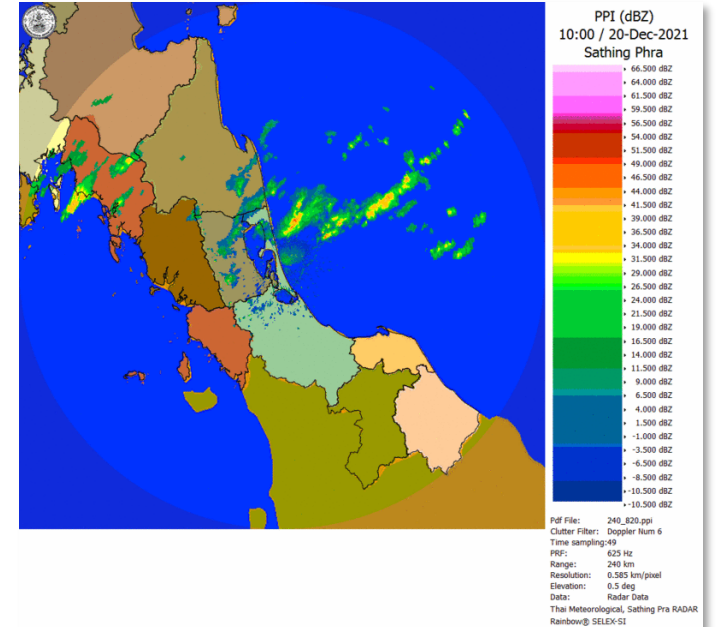 PPI (dBZ)
10:00 / 20-Dec-2021
Sathing Phra
66.500 dBZ
64.000 dBZ
61.500 dBZ
59.500 dBZ
56.500 dBZ
54.000 dBZ
51.500 dBZ
49.000 dBZ
46.500 dBZ
44.000 dBZ
41.500 dBZ
39.000 dBZ
36.500 dBZ
34.000 dBZ
31.500 dBZ
29.000 dBZ
26.500 dBZ
24.000 dBZ
21.500 dBZ
19.000 dBZ
16.500 dBZ
14.000 dBZ
11.500 dBZ
9.000 dBZ
6.500 dBZ
4.000 dBZ
1.500 dBZ
-1.000 dBZ
-3.500 dBZ
-6.500 dBZ
-8.500 dBZ
-10.500 dBZ
-10.500 dBZ
Pdf File: 240_820.ppi
Clutter Filter: Doppler Num 6
Time sampling:49
PRF: 625 Hz
Range: 240 km
Resolution: 0.585 km/pixel
Elevation: 0.5 deg
Data: Radar Data
Thai Meteorological, Sathing Pra RADAR
Rainbow® SELEX-SI